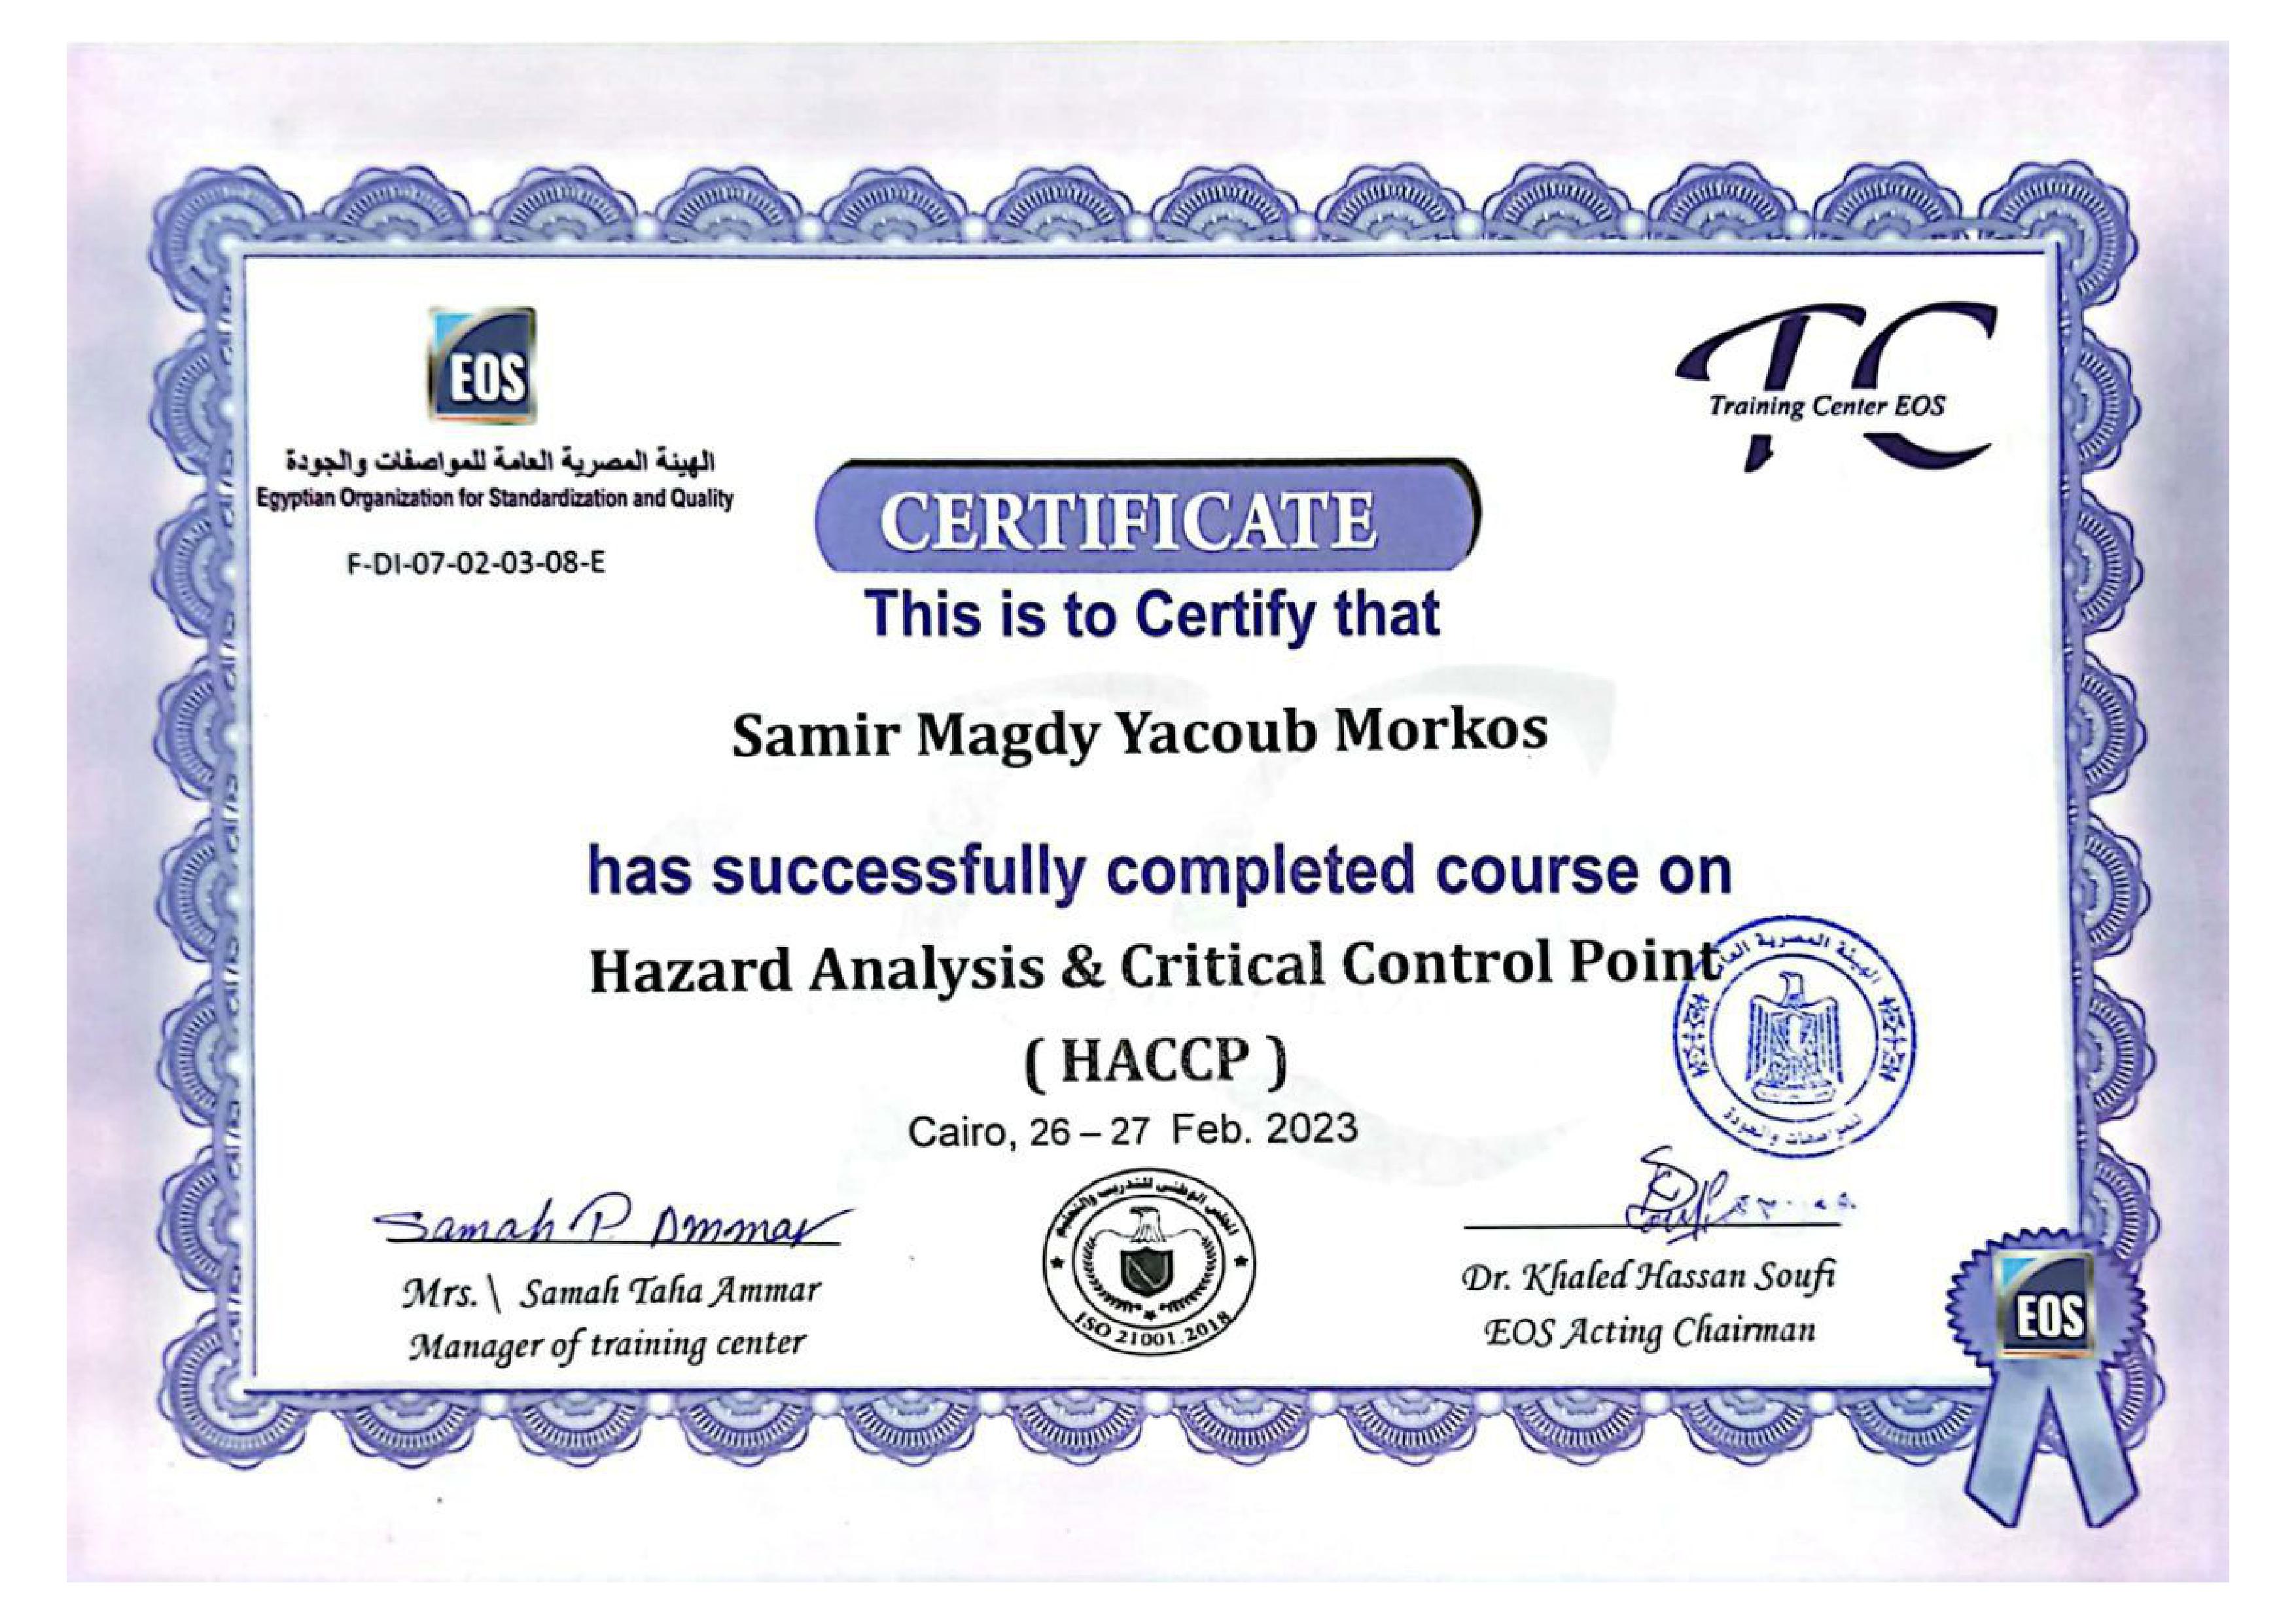 EOS
الهيئة المصرية العامة للمواصفات والجودة
Egyptian Organization for Standardization and Quality
F-DI-07-02-03-08-E
TC
Training Center EOS
CERTIFICATE
This is to Certify that
Samir Magdy Yacoub Morkos
has successfully completed course on
Hazard Analysis & Critical Control Point
( HACCP )
Cairo, 26 – 27 Feb. 2023
الهيئة المصرية العامة
للمواصفات والجودة
Samah P. Ammar
Mrs. \ Samah Taha Ammar
Manager of training center
المجلس الوطنى للتدريب والتعليم
ISO 21001.2018
Dr. Khaled Hassan Soufi
EOS Acting Chairman
EOS